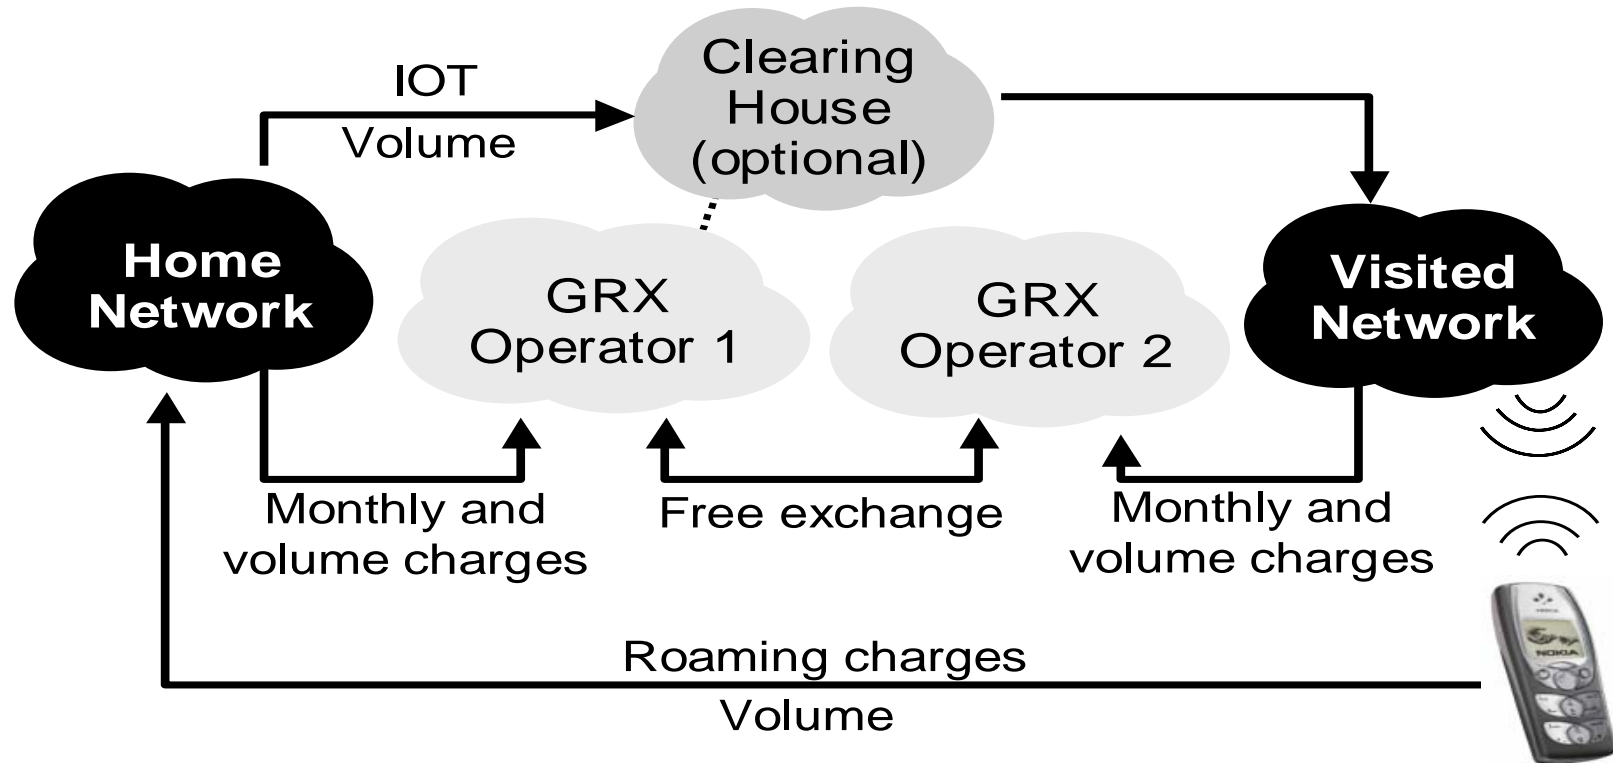 IOT
Volume
Clearing
House
(optional)
Home
Network
GRX
Operator 1
GRX
Operator 2
Visited
Network
Monthly and
volume charges
Free exchange
Monthly and
volume charges
Roaming charges
Volume
NOKIA